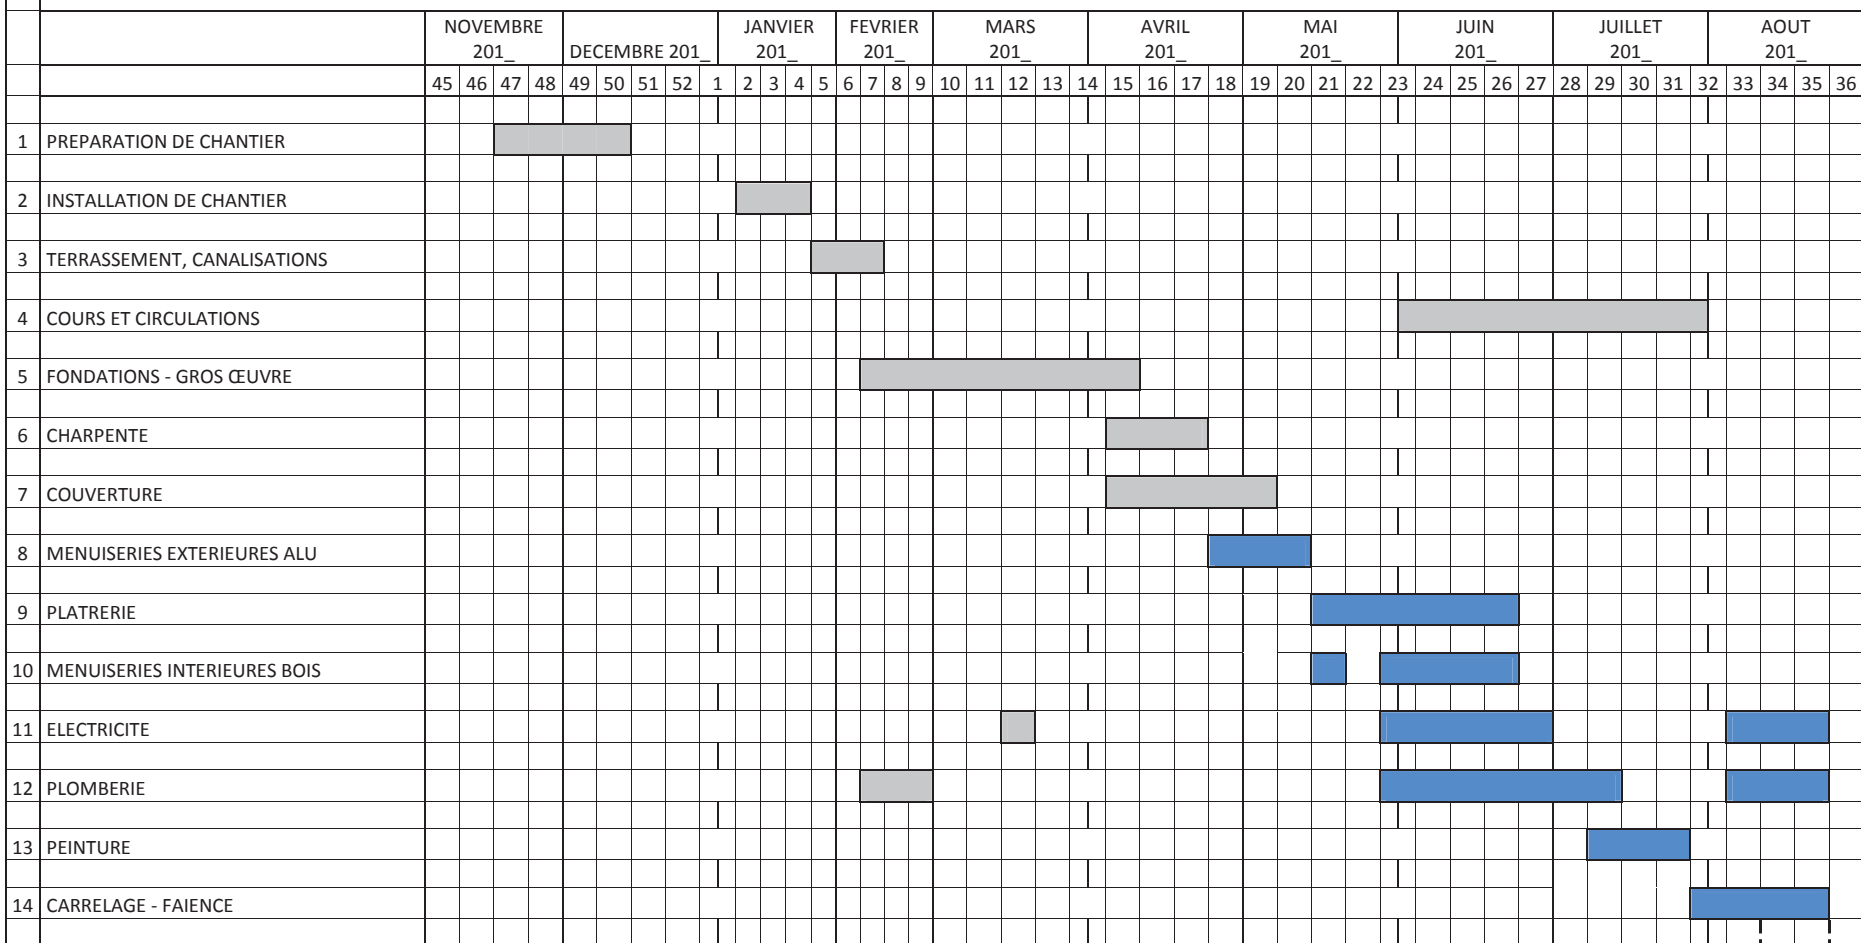 NOVEMBRE 201_ DECEMBRE 201_ JANVIER 201_ FEVRIER 201_ MARS 201_ AVRIL 201_ MAI 201_ JUIN 201_ JUILLET 201_ AOUT 201_
45 46 47 48 49 50 51 52 1 2 3 4 5 6 7 8 9 10 11 12 13 14 15 16 17 18 19 20 21 22 23 24 25 26 27 28 29 30 31 32 33 34 35 36
1 PREPARATION DE CHANTIER
2 INSTALLATION DE CHANTIER
3 TERRASSEMENT, CANALISATIONS
4 COURS ET CIRCULATIONS
5 FONDATIONS - GROS ŒUVRE
6 CHARPENTE
7 COUVERTURE
8 MENUISERIES EXTERIEURES ALU
9 PLATRERIE
10 MENUISERIES INTERIEURES BOIS
11 ELECTRICITE
12 PLOMBERIE
13 PEINTURE
14 CARRELAGE - FAIENCE